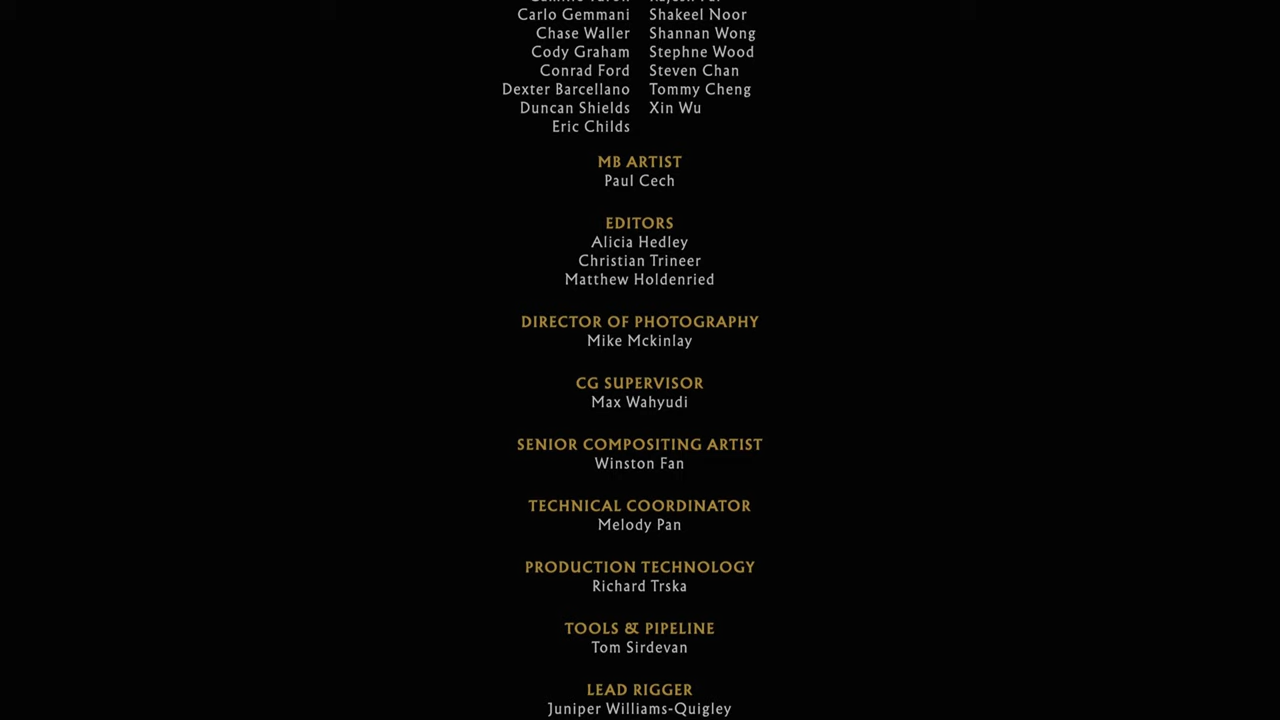 Carlo Gemmani Shakeel Noor
Chase Waller Shannan Wong
Cody Graham Stephne Wood
Conrad Ford Steven Chan
Dexter Barcellano Tommy Cheng
Duncan Shields Xin Wu
Eric Childs
MB ARTIST
Paul Cech
EDITORS
Alicia Hedley
Christian Trineer
Matthew Holdenried
DIRECTOR OF PHOTOGRAPHY
Mike Mckinlay
CG SUPERVISOR
Max Wahyudi
SENIOR COMPOSITING ARTIST
Winston Fan
TECHNICAL COORDINATOR
Melody Pan
PRODUCTION TECHNOLOGY
Richard Trska
TOOLS & PIPELINE
Tom Sirdevan
LEAD RIGGER
Juniper Williams-Quigley